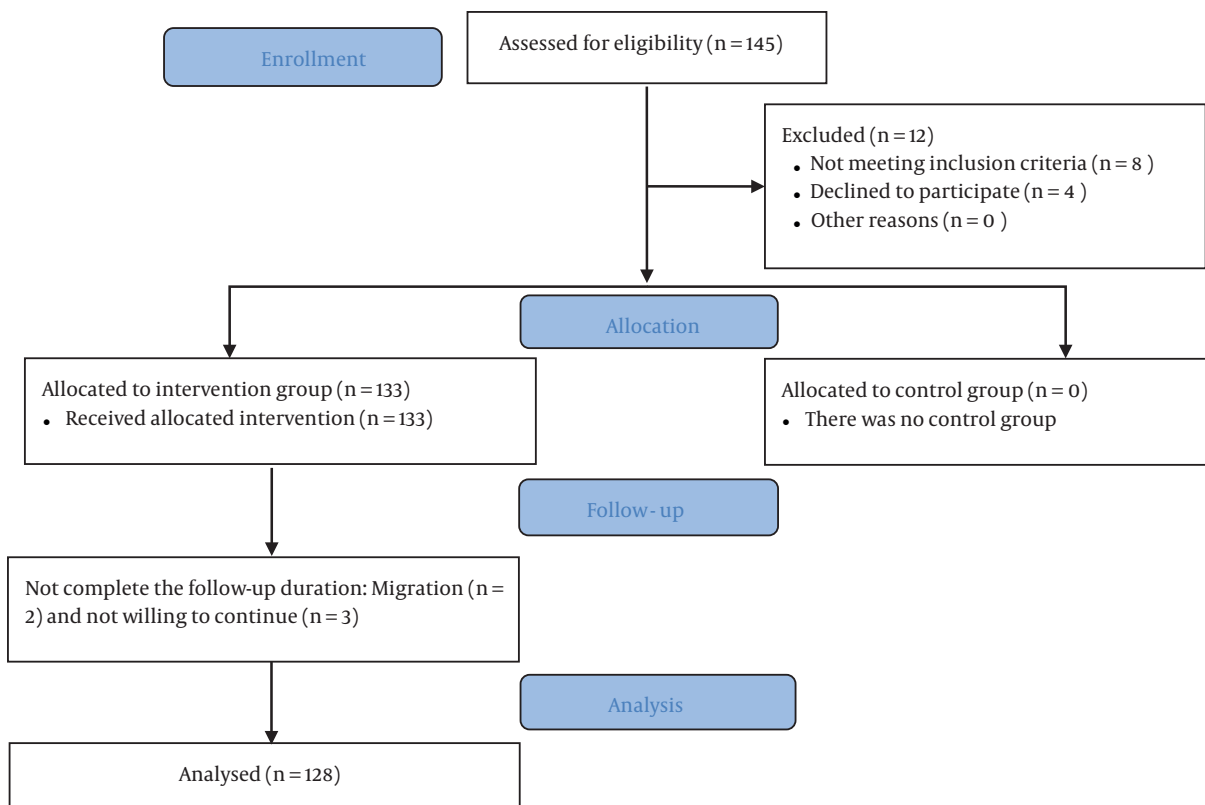 Enrollment
Assessed for eligibility (n = 145)
Excluded (n = 12)
• Not meeting inclusion criteria (n = 8 )
• Declined to participate (n = 4 )
• Other reasons (n = 0 )
Allocation
Allocated to intervention group (n = 133)
• Received allocated intervention (n = 133)
Allocated to control group (n = 0)
• There was no control group
Follow- up
Not complete the follow-up duration: Migration (n =
2) and not willing to continue (n = 3)
Analysis
Analysed (n = 128)